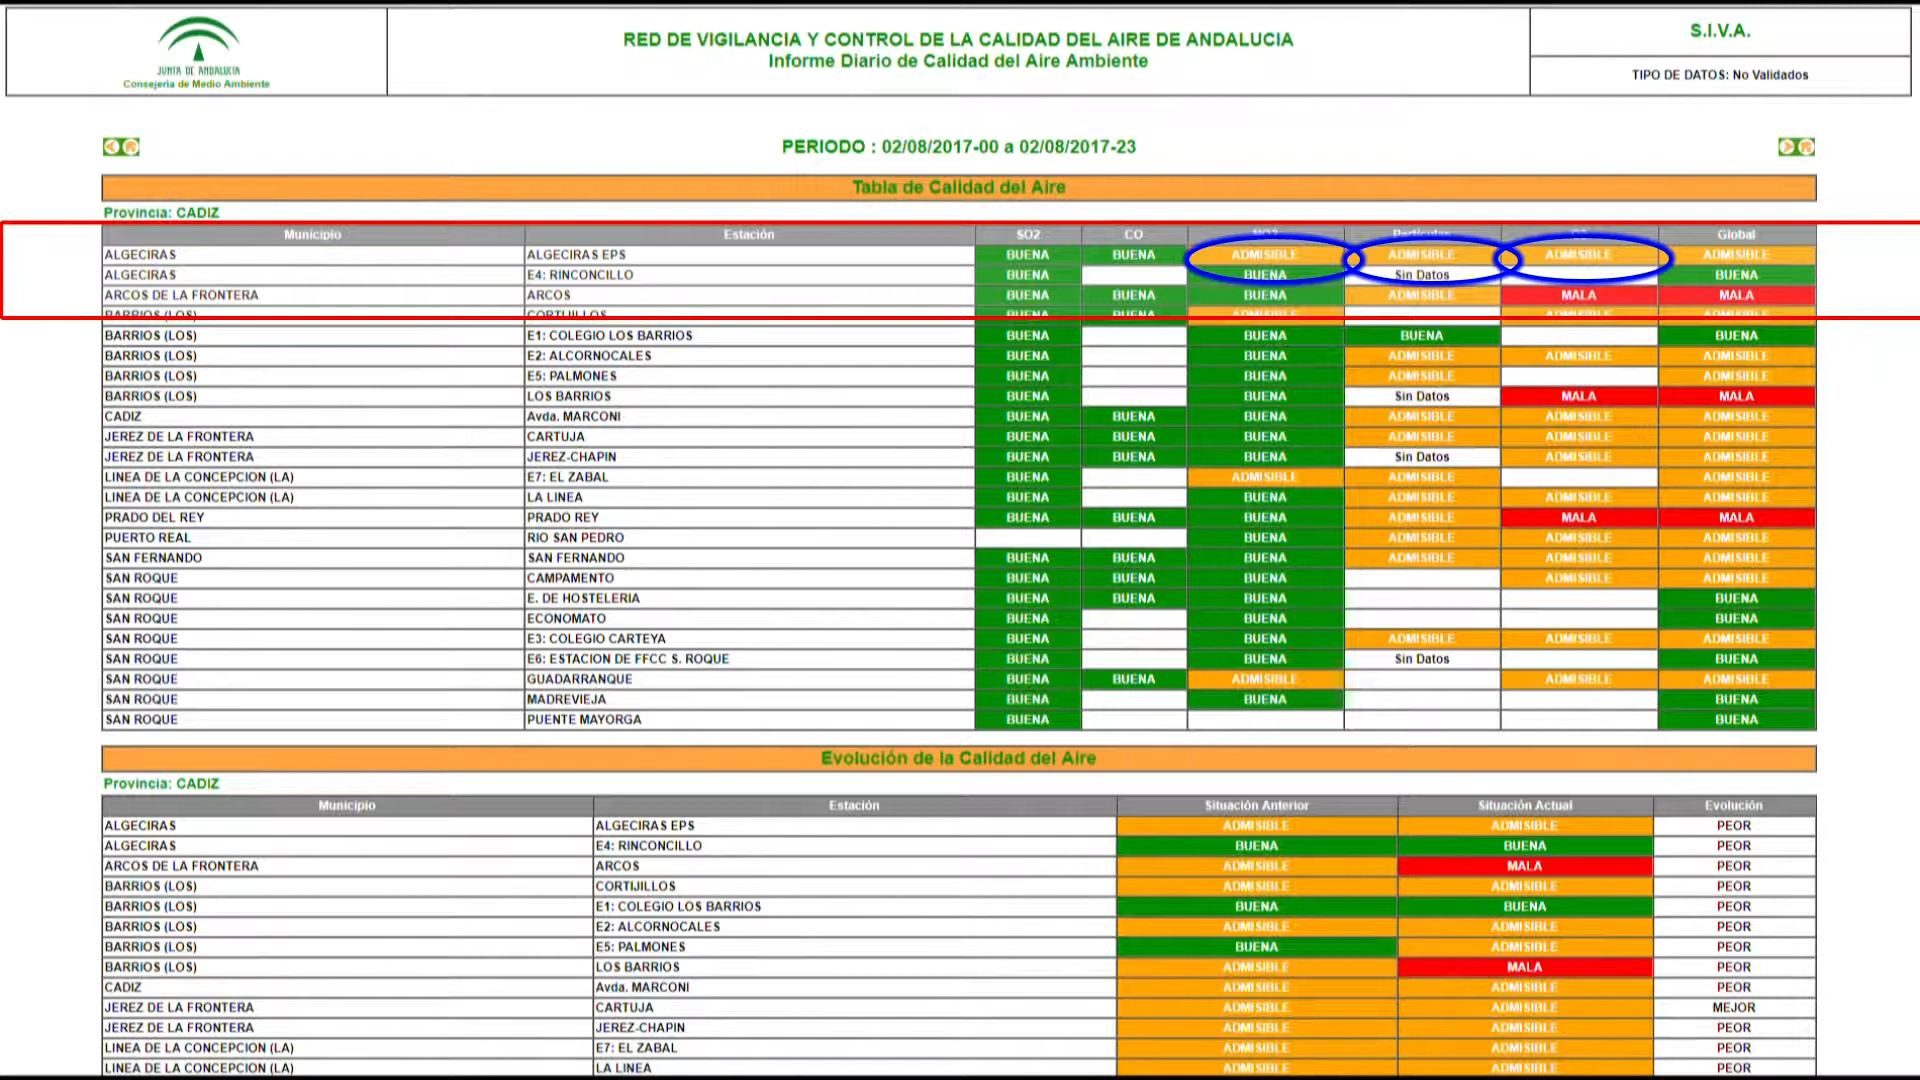 JUNTA DE ANDALUCIA
Consejería de Medio Ambiente
RED DE VIGILANCIA Y CONTROL DE LA CALIDAD DEL AIRE DE ANDALUCIA
Informe Diario de Calidad del Aire Ambiente
S.I.V.A.
TIPO DE DATOS: No Validados
PERIODO : 02/08/2017-00 a 02/08/2017-23
Tabla de Calidad del Aire
Provincia: CADIZ
Municipio Estación SO2 CO NO2 Particulas Global
ALGECIRAS ALGECIRAS EPS BUENA BUENA ADMISIBLE ADMISIBLE ADMISIBLE ADMISIBLE
ALGECIRAS E4: RINCONCILLO BUENA BUENA Sin Datos BUENA
ARCOS DE LA FRONTERA ARCOS BUENA BUENA BUENA ADMISIBLE MALA MALA
BARRIOS (LOS) CORTIJILLOS BUENA BUENA ADMISIBLE ADMISIBLE ADMISIBLE
BARRIOS (LOS) E1: COLEGIO LOS BARRIOS BUENA BUENA BUENA BUENA
BARRIOS (LOS) E2: ALCORNOCALES BUENA BUENA ADMISIBLE ADMISIBLE ADMISIBLE
BARRIOS (LOS) E5: PALMONES BUENA BUENA ADMISIBLE ADMISIBLE
BARRIOS (LOS) LOS BARRIOS BUENA BUENA Sin Datos MALA MALA
CADIZ Avda. MARCONI BUENA BUENA BUENA ADMISIBLE ADMISIBLE ADMISIBLE
JEREZ DE LA FRONTERA CARTUJA BUENA BUENA BUENA ADMISIBLE ADMISIBLE ADMISIBLE
JEREZ DE LA FRONTERA JEREZ-CHAPIN BUENA BUENA BUENA Sin Datos ADMISIBLE ADMISIBLE
LINEA DE LA CONCEPCION (LA) E7: EL ZABAL BUENA ADMISIBLE ADMISIBLE ADMISIBLE
LINEA DE LA CONCEPCION (LA) LA LINEA BUENA BUENA ADMISIBLE ADMISIBLE ADMISIBLE
PRADO DEL REY PRADO REY BUENA BUENA BUENA ADMISIBLE MALA MALA
PUERTO REAL RIO SAN PEDRO BUENA ADMISIBLE ADMISIBLE ADMISIBLE
SAN FERNANDO SAN FERNANDO BUENA BUENA BUENA ADMISIBLE ADMISIBLE ADMISIBLE
SAN ROQUE CAMPAMENTO BUENA BUENA BUENA ADMISIBLE ADMISIBLE
SAN ROQUE E. DE HOSTELERIA BUENA BUENA BUENA BUENA
SAN ROQUE ECONOMATO BUENA BUENA BUENA
SAN ROQUE E3: COLEGIO CARTEYA BUENA BUENA ADMISIBLE ADMISIBLE ADMISIBLE
SAN ROQUE E6: ESTACION DE FFCC S. ROQUE BUENA BUENA Sin Datos BUENA
SAN ROQUE GUADARRANQUE BUENA BUENA ADMISIBLE ADMISIBLE ADMISIBLE
SAN ROQUE MADREVIEJA BUENA BUENA BUENA
SAN ROQUE PUENTE MAYORGA BUENA BUENA
Evolución de la Calidad del Aire
Provincia: CADIZ
Municipio Estación Situación Anterior Situación Actual Evolución
ALGECIRAS ALGECIRAS EPS ADMISIBLE ADMISIBLE PEOR
ALGECIRAS E4: RINCONCILLO BUENA BUENA PEOR
ARCOS DE LA FRONTERA ARCOS ADMISIBLE MALA PEOR
BARRIOS (LOS) CORTIJILLOS ADMISIBLE ADMISIBLE PEOR
BARRIOS (LOS) E1: COLEGIO LOS BARRIOS BUENA BUENA PEOR
BARRIOS (LOS) E2: ALCORNOCALES ADMISIBLE ADMISIBLE PEOR
BARRIOS (LOS) E5: PALMONES BUENA ADMISIBLE PEOR
BARRIOS (LOS) LOS BARRIOS ADMISIBLE MALA PEOR
CADIZ Avda. MARCONI ADMISIBLE ADMISIBLE PEOR
JEREZ DE LA FRONTERA CARTUJA ADMISIBLE ADMISIBLE MEJOR
JEREZ DE LA FRONTERA JEREZ-CHAPIN ADMISIBLE ADMISIBLE PEOR
LINEA DE LA CONCEPCION (LA) E7: EL ZABAL ADMISIBLE ADMISIBLE PEOR
LINEA DE LA CONCEPCION (LA) LA LINEA ADMISIBLE ADMISIBLE PEOR